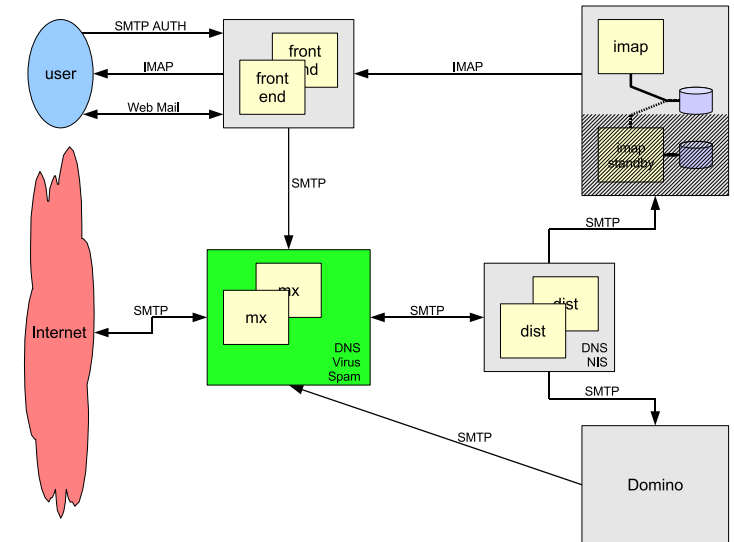 SMTP AUTH
user
IMAP
Web Mail
front
nd
front
end
IMAP
imap
imap
standby
SMTP
SMTP
Internet
SMTP
mx
mx
DNS
Virus
Spam
SMTP
dist
dist
DNS
NIS
SMTP
SMTP
Domino